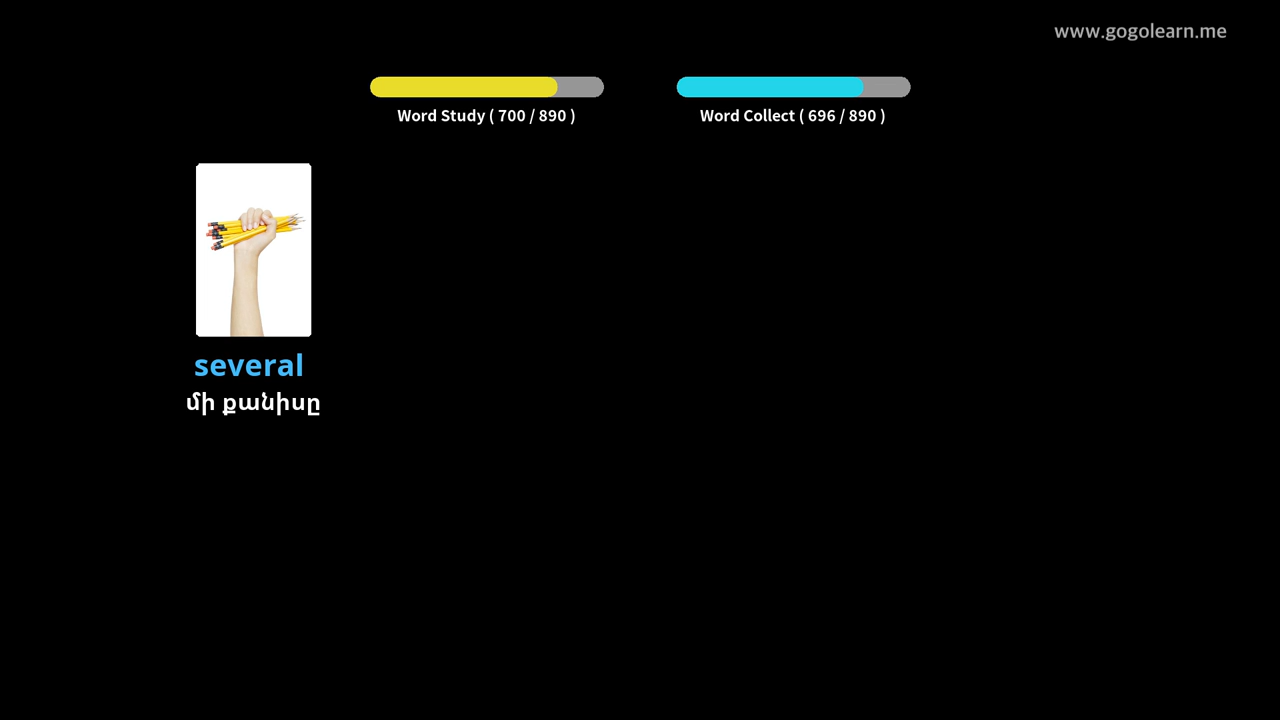 www.gogolearn.me
Word Study ( 700 / 890 )
Word Collect ( 696 / 890 )
several
մի քանիսը